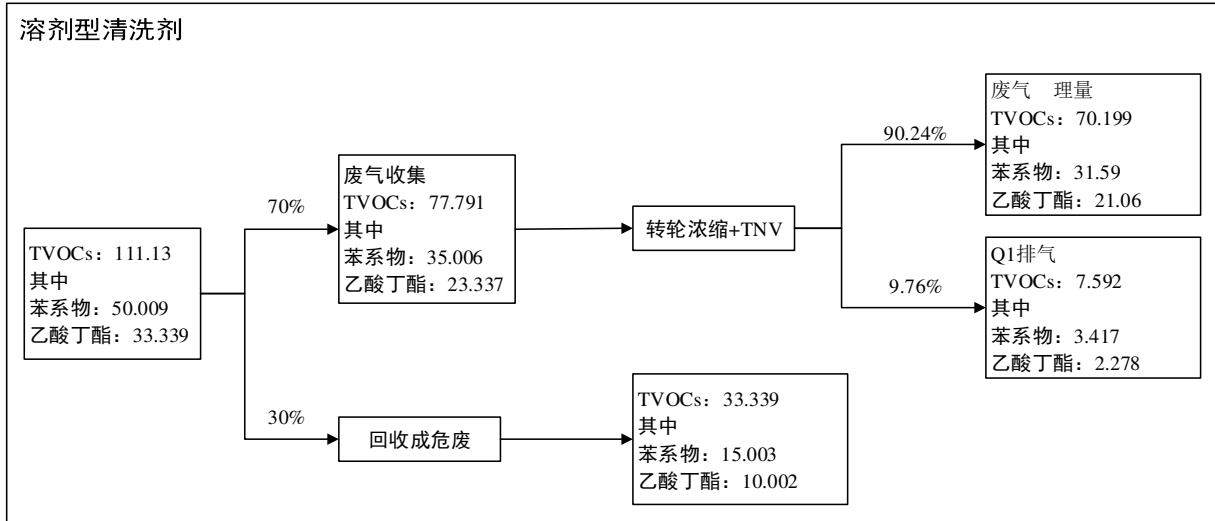 溶剂型清洗剂
TVOCs：111.13
其中
苯系物：50.009
乙酸丁酯：33.339
70%
废气收集
TVOCs：77.791
其中
苯系物：35.006
乙酸丁酯：23.337
转轮浓缩+TNV
90.24%
废气 理量
TVOCs：70.199
其中
苯系物：31.59
乙酸丁酯：21.06
9.76%
Q1排气
TVOCs：7.592
其中
苯系物：3.417
乙酸丁酯：2.278
30%
回收成危废
TVOCs：33.339
其中
苯系物：15.003
乙酸丁酯：10.002